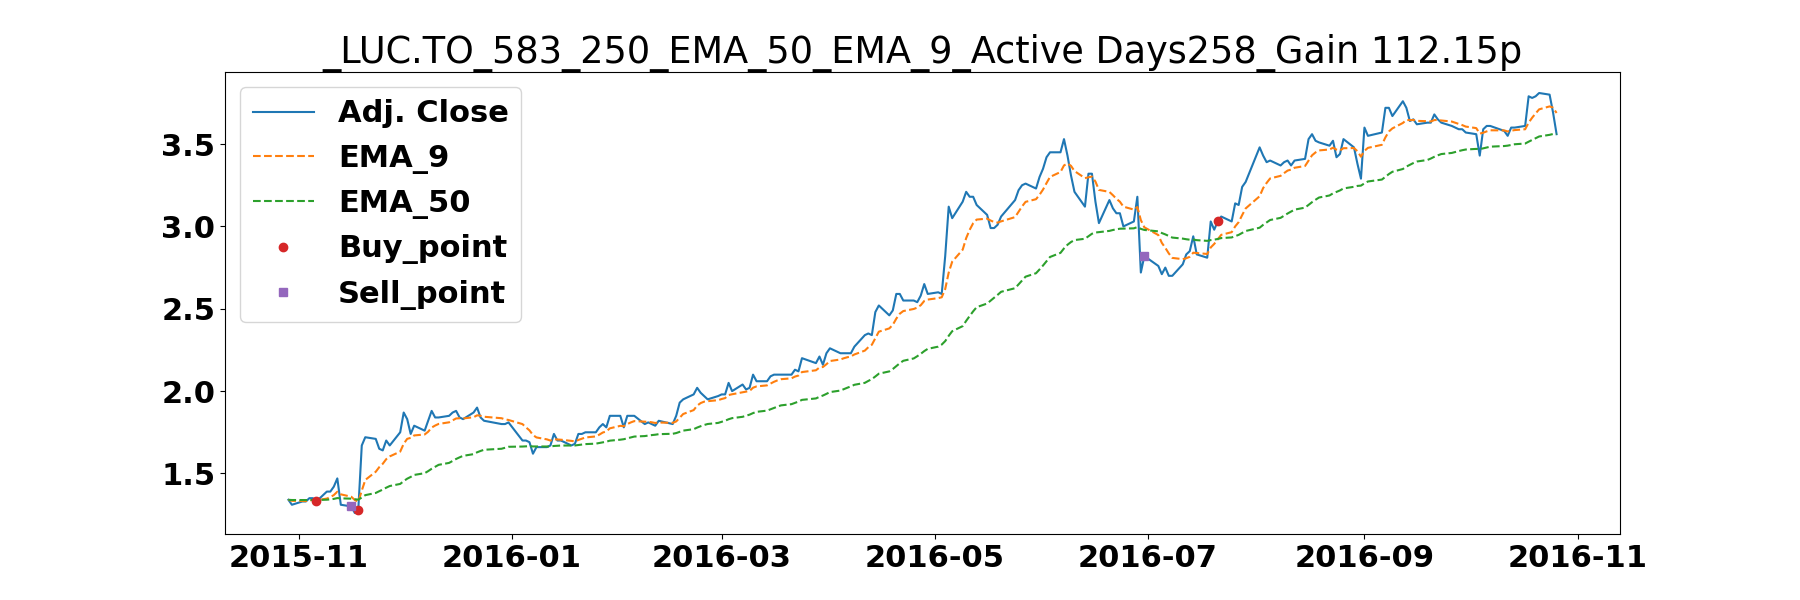 _LUC.TO_583_250_EMA_50_EMA_9_Active Days258_Gain 112.15p
Adj. Close
EMA_9
EMA_50
Buy_point
Sell_point
3.5
3.0
2.5
2.0
1.5
2015-11 2016-01 2016-03 2016-05 2016-07 2016-09 2016-11